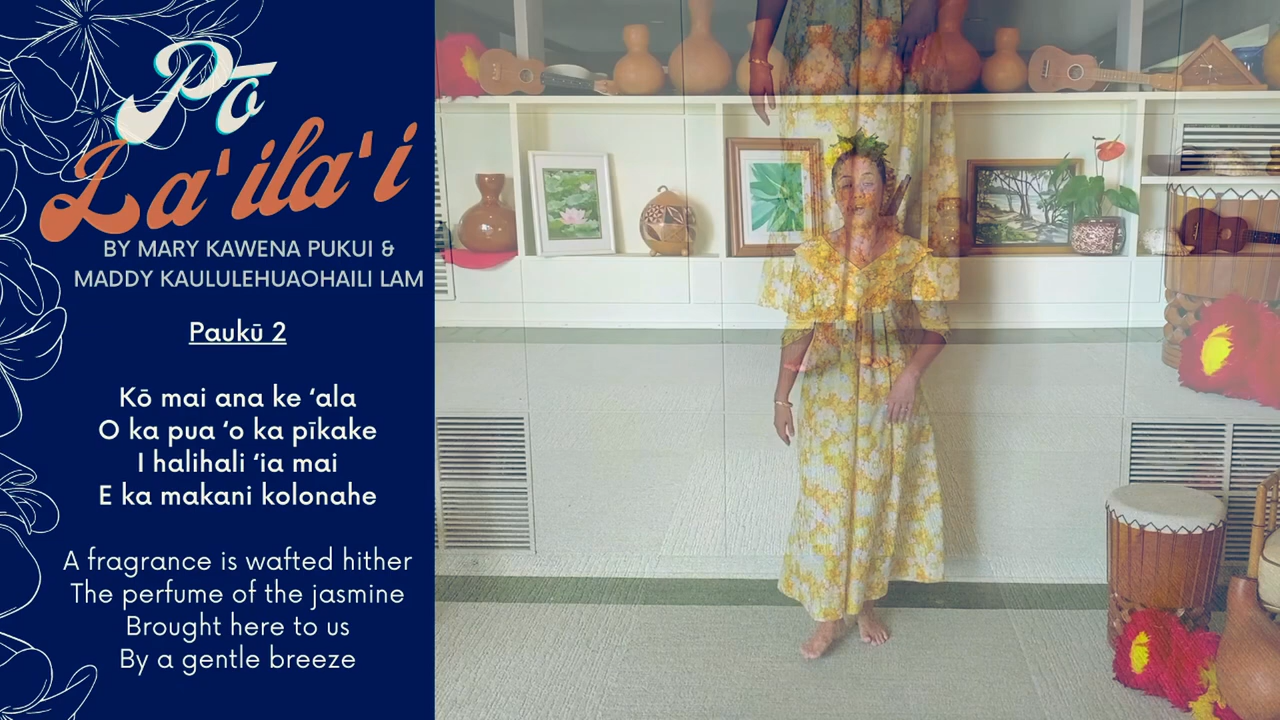 Pō
Laʻilaʻi
BY MARY KAWENA PUKUI &
MADDY KAULULEHUAOHAILI LAM
Paukū 2
Kō mai ana ke ʻala
O ka pua ʻo ka pīkake
I halihali ʻia mai
E ka makani kolonahe
A fragrance is wafted hither
The perfume of the jasmine
Brought here to us
By a gentle breeze